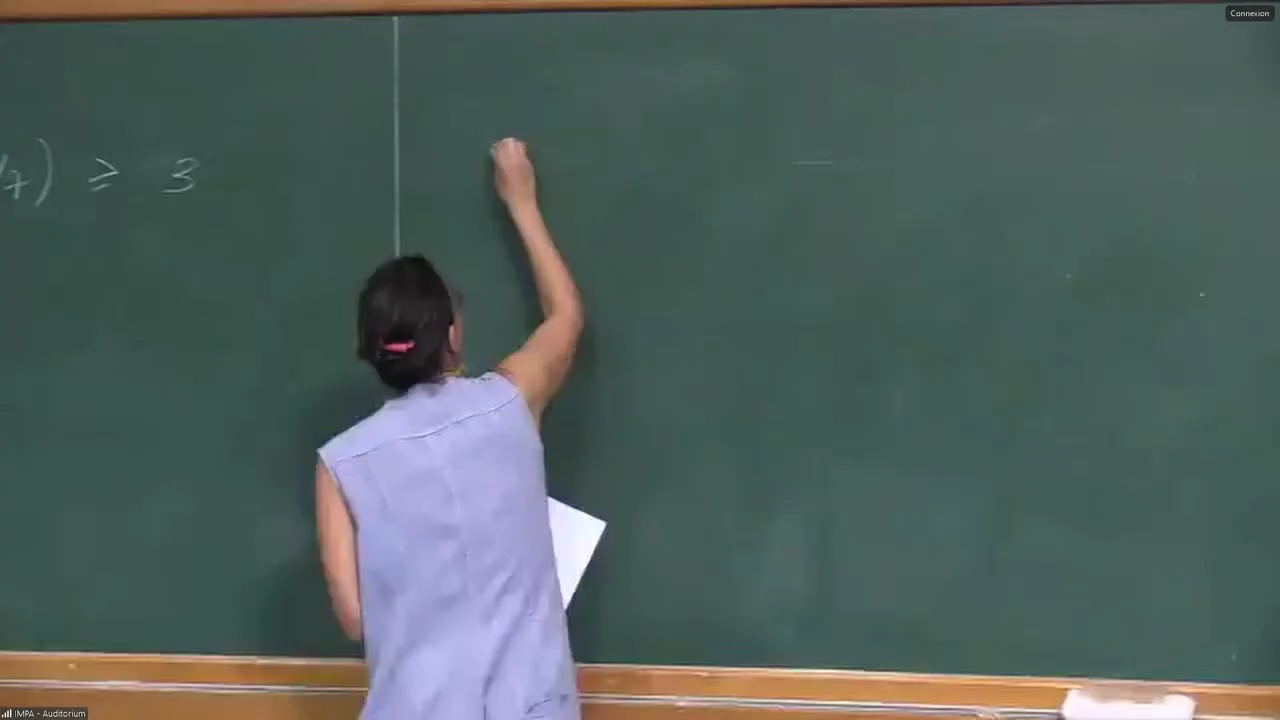 Connexion
7) ≥ 3
IMPA - Auditorium